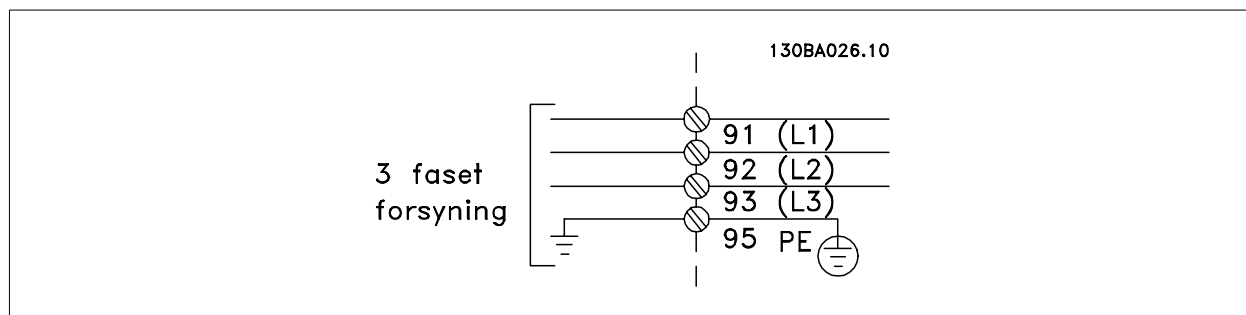 130BA026.10
91 (L1)
92 (L2)
93 (L3)
95 PE
3 faset
forsyning